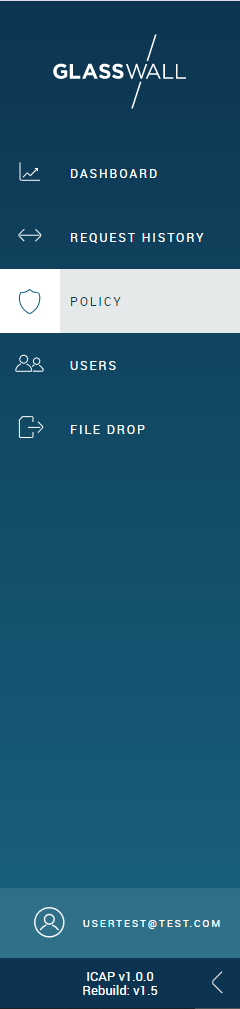 GLASSWALL
DASHBOARD
REQUEST HISTORY
POLICY
USERS
FILE DROP
USERTEST@TEST.COM
ICAP v1.0.0
Rebuild: v1.5